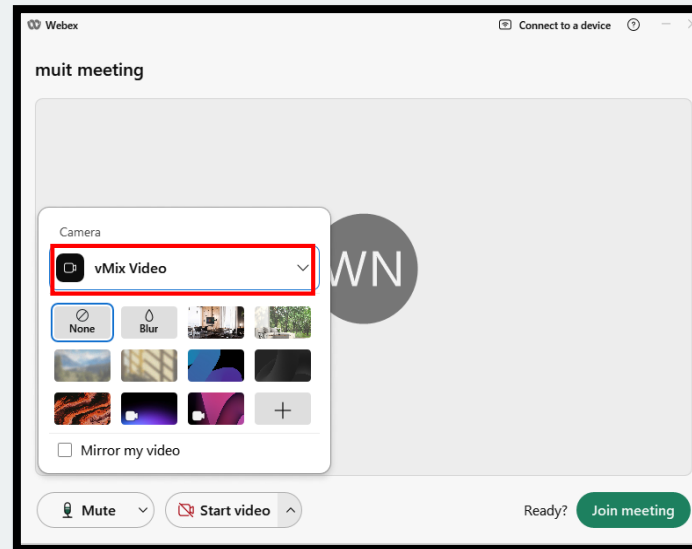 Webex
Connect to a device
muit meeting
WN
Camera
vMix Video
None
Blur
Mirror my video
Mute
Start video
Ready?
Join meeting